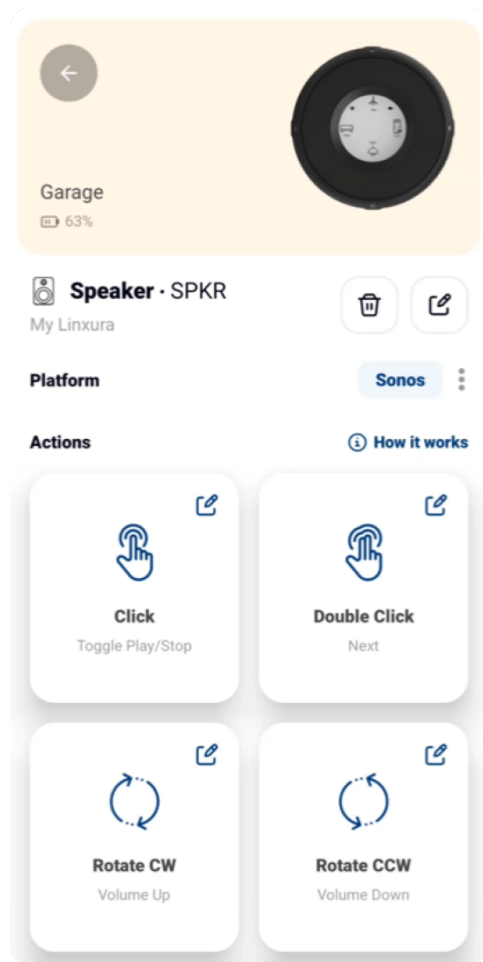 Garage
63%
Speaker · SPKR
My Linxura
Platform
Sonos
Actions
How it works
Click
Toggle Play/Stop
Double Click
Next
Rotate CW
Volume Up
Rotate CCW
Volume Down